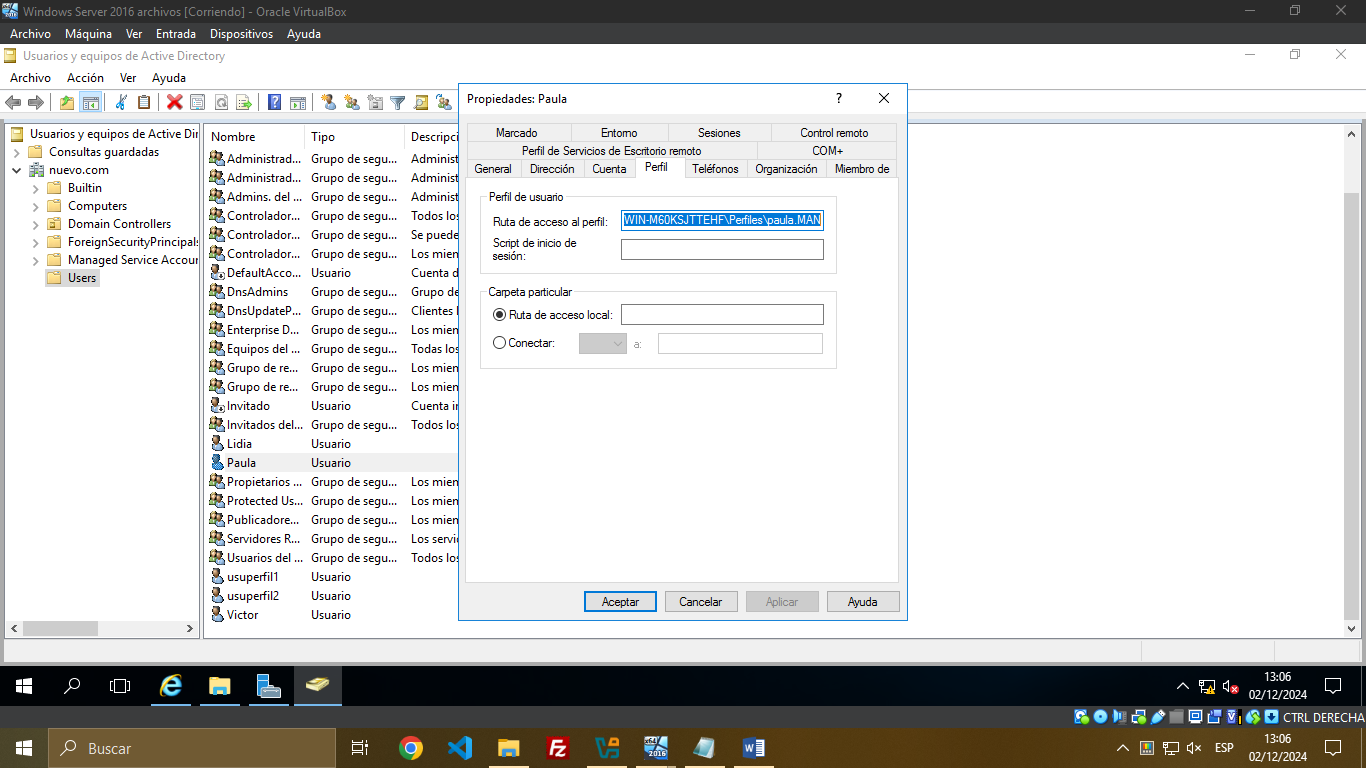 Windows Server 2016 archivos [Corriendo] - Oracle VirtualBox
Archivo Máquina Ver Entrada Dispositivos Ayuda
Usuarios y equipos de Active Directory
Archivo Acción Ver Ayuda
Usuarios y equipos de Active Dir
Consultas guardadas
nuevo.com
Builtin
Computers
Domain Controllers
ForeignSecurityPrincipals
Managed Service Accour
Users
Nombre Tipo Descripci
Administrad... Grupo de segu... Administ
Administrad... Grupo de segu... Administ
Admins. del ... Grupo de segu... Administ
Controlador... Grupo de segu... Todos los
Controlador... Grupo de segu... Se puede
Controlador... Grupo de segu... Los mien
DefaultAcco... Usuario Cuenta d
DnsAdmins Grupo de segu... Grupo de
DnsUpdateP... Grupo de segu... Clientes
Enterprise D... Grupo de segu... Los mien
Equipos del ... Grupo de segu... Todas los
Grupo de re... Grupo de segu... Los mien
Grupo de re... Grupo de segu... Los mien
Invitado Usuario Cuenta in
Invitados del... Grupo de segu... Todos los
Lidia Usuario
Paula Usuario
Propietarios ... Grupo de segu... Los mien
Protected Us... Grupo de segu... Los mien
Publicadore... Grupo de segu... Los mien
Servidores R... Grupo de segu... Los servi
Usuarios del ... Grupo de segu... Todos los
usuperfil1 Usuario
usuperfil2 Usuario
Victor Usuario
Propiedades: Paula ?
Marcado Entorno Sesiones Control remoto
Perfil de Servicios de Escritorio remoto COM+
General Dirección Cuenta Perfil Teléfonos Organización Miembro de
Perfil de usuario
Ruta de acceso al perfil: WIN-M60KSJTTEHF\Perfiles\paula.MAN
Script de inicio de
sesión:
Carpeta particular
Ruta de acceso local:
Conectar: a:
Aceptar Cancelar Aplicar Ayuda
13:06
02/12/2024
CTRL DERECHA
Buscar
x64
2016
ESP
13:06
02/12/2024